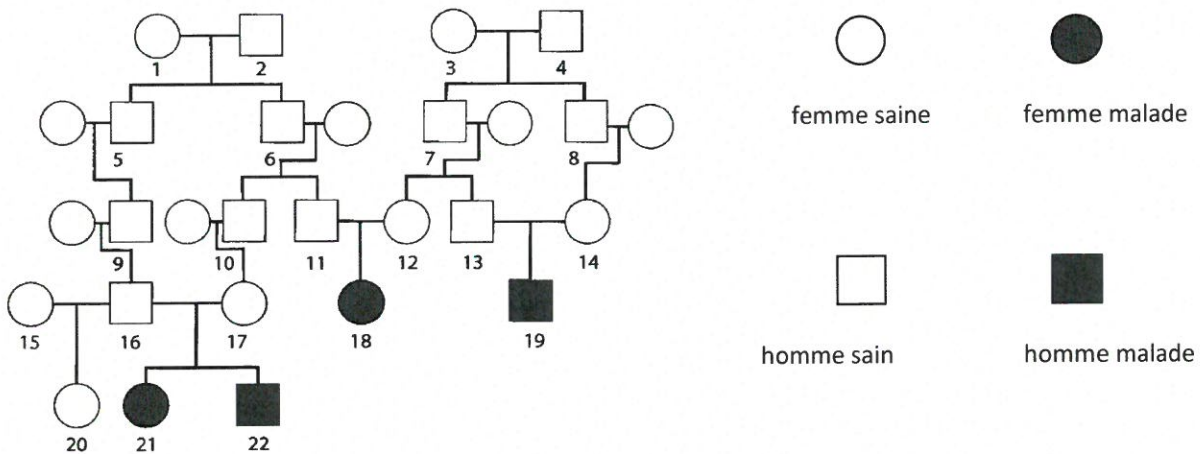 1 2 3 4
femme saine femme malade
5 6 7 8
9 10 11 12 13 14
homme sain homme malade
15 16 17 18 19
20 21 22